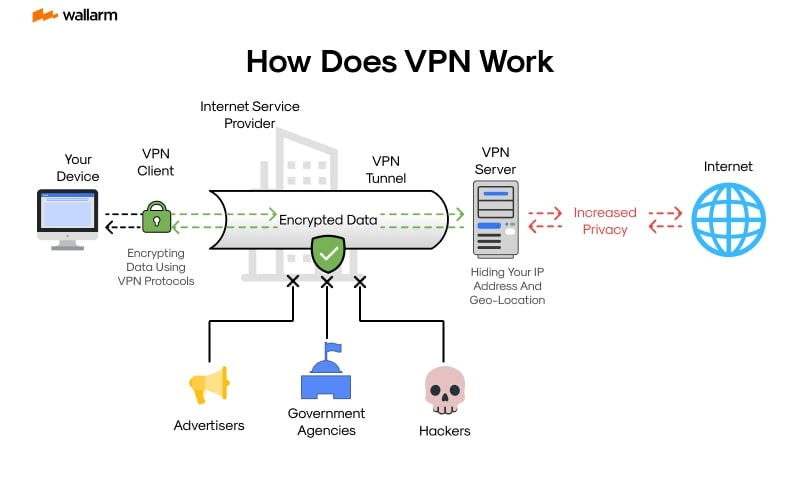 wallarm
How Does VPN Work
Internet Service
Provider
Your
Device
VPN
Client
VPN
Tunnel
VPN
Server
Internet
Encrypted Data
Increased
Privacy
Encrypting
Data Using
VPN Protocols
Hiding Your IP
Address And
Geo-Location
Advertisers
Government
Agencies
Hackers